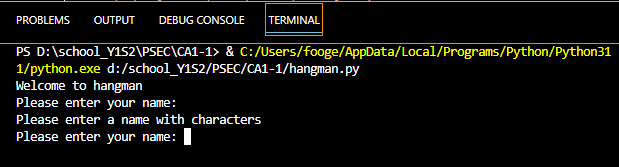 PROBLEMS OUTPUT DEBUG CONSOLE TERMINAL
PS D:\school_Y1S2\PSEC\CA1-1> & C:/Users/fooge/AppData/Local/Programs/Python/Python31
1/python.exe d:/school_Y1S2/PSEC/CA1-1/hangman.py
Welcome to hangman
Please enter your name:
Please enter a name with characters
Please enter your name: